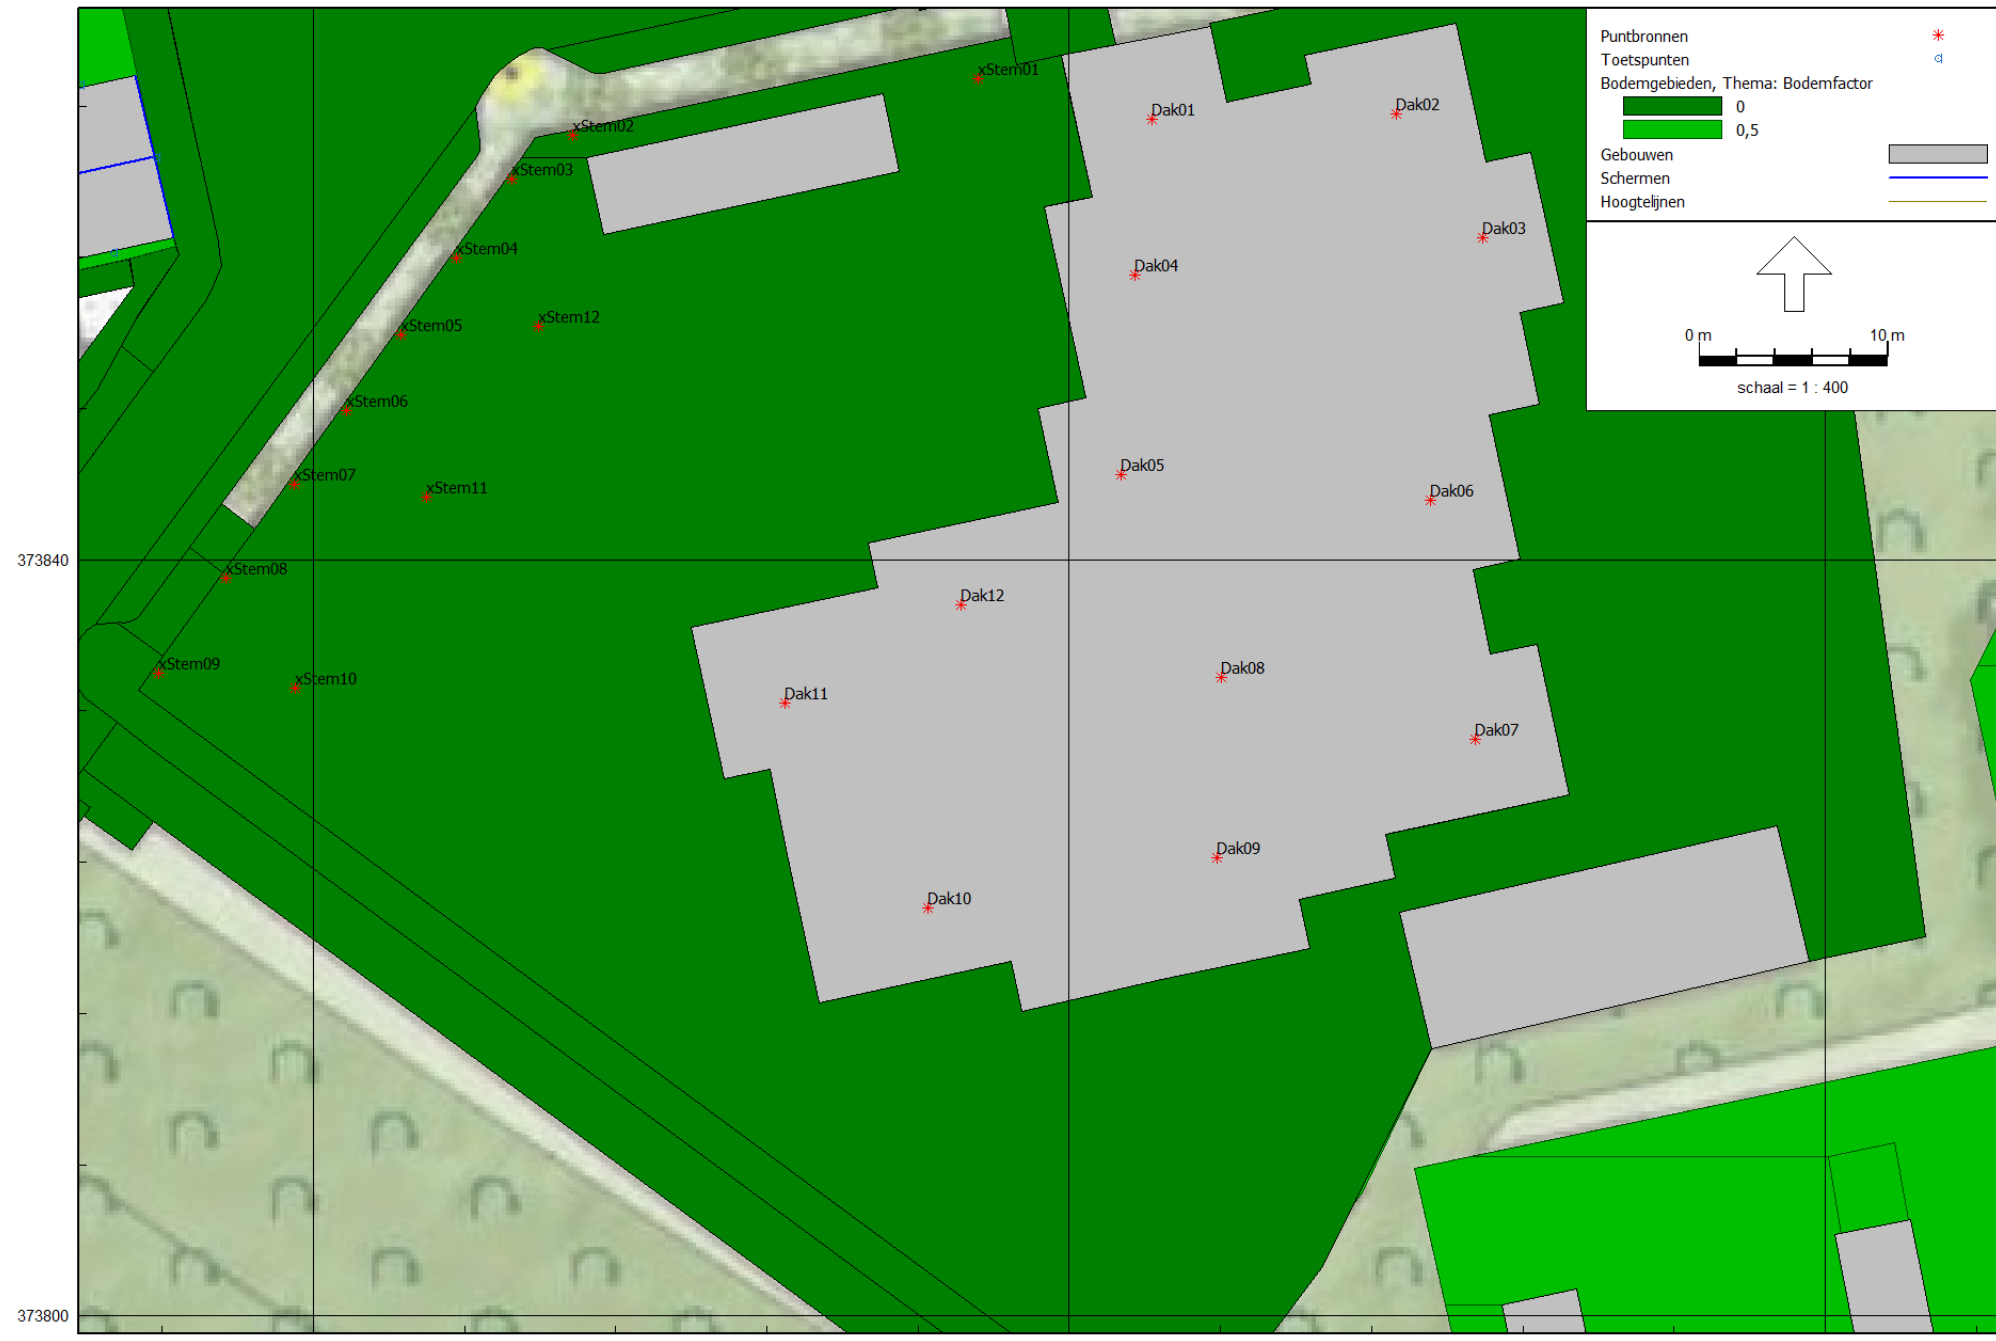 Puntbronnen
Toetspunten
Bodemgebieden, Thema: Bodemfactor
0
0,5
Gebouwen
Schermen
Hoogtelijnen
0 m
10 m
schaal = 1 : 400
xStem01
xStem02
Dak01
Dak02
xStem03
Dak03
xStem04
Dak04
xStem12
xStem05
xStem06
Dak05
xStem07
xStem11
Dak06
373840
xStem08
Dak12
xStem09
Dak08
xStem10
Dak11
Dak07
Dak09
Dak10
373800